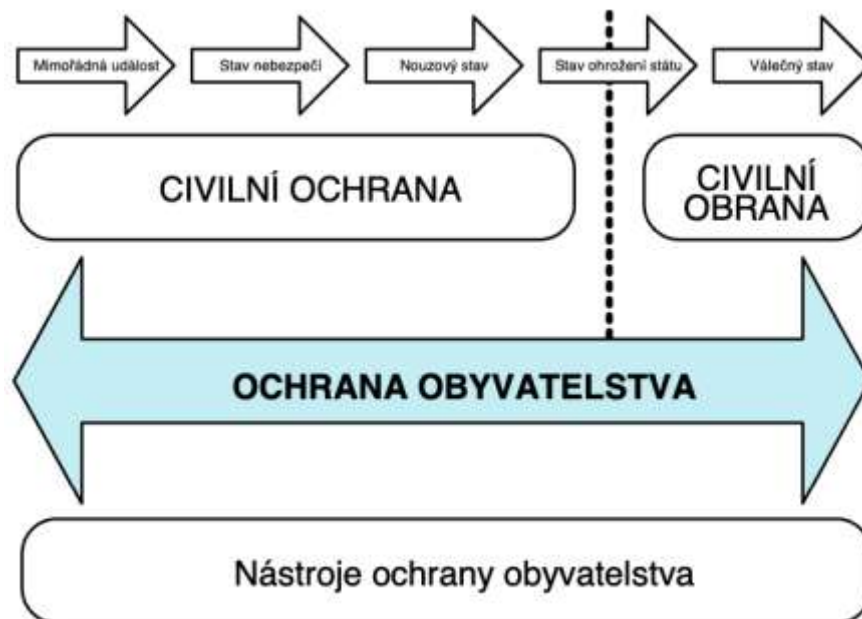 Mimořádná událost
Stav nebezpečí
Nouzový stav
Stav ohrožení státu
Válečný stav
CIVILNÍ OCHRANA
CIVILNÍ
OBRANA
OCHRANA OBYVATELSTVA
Nástroje ochrany obyvatelstva